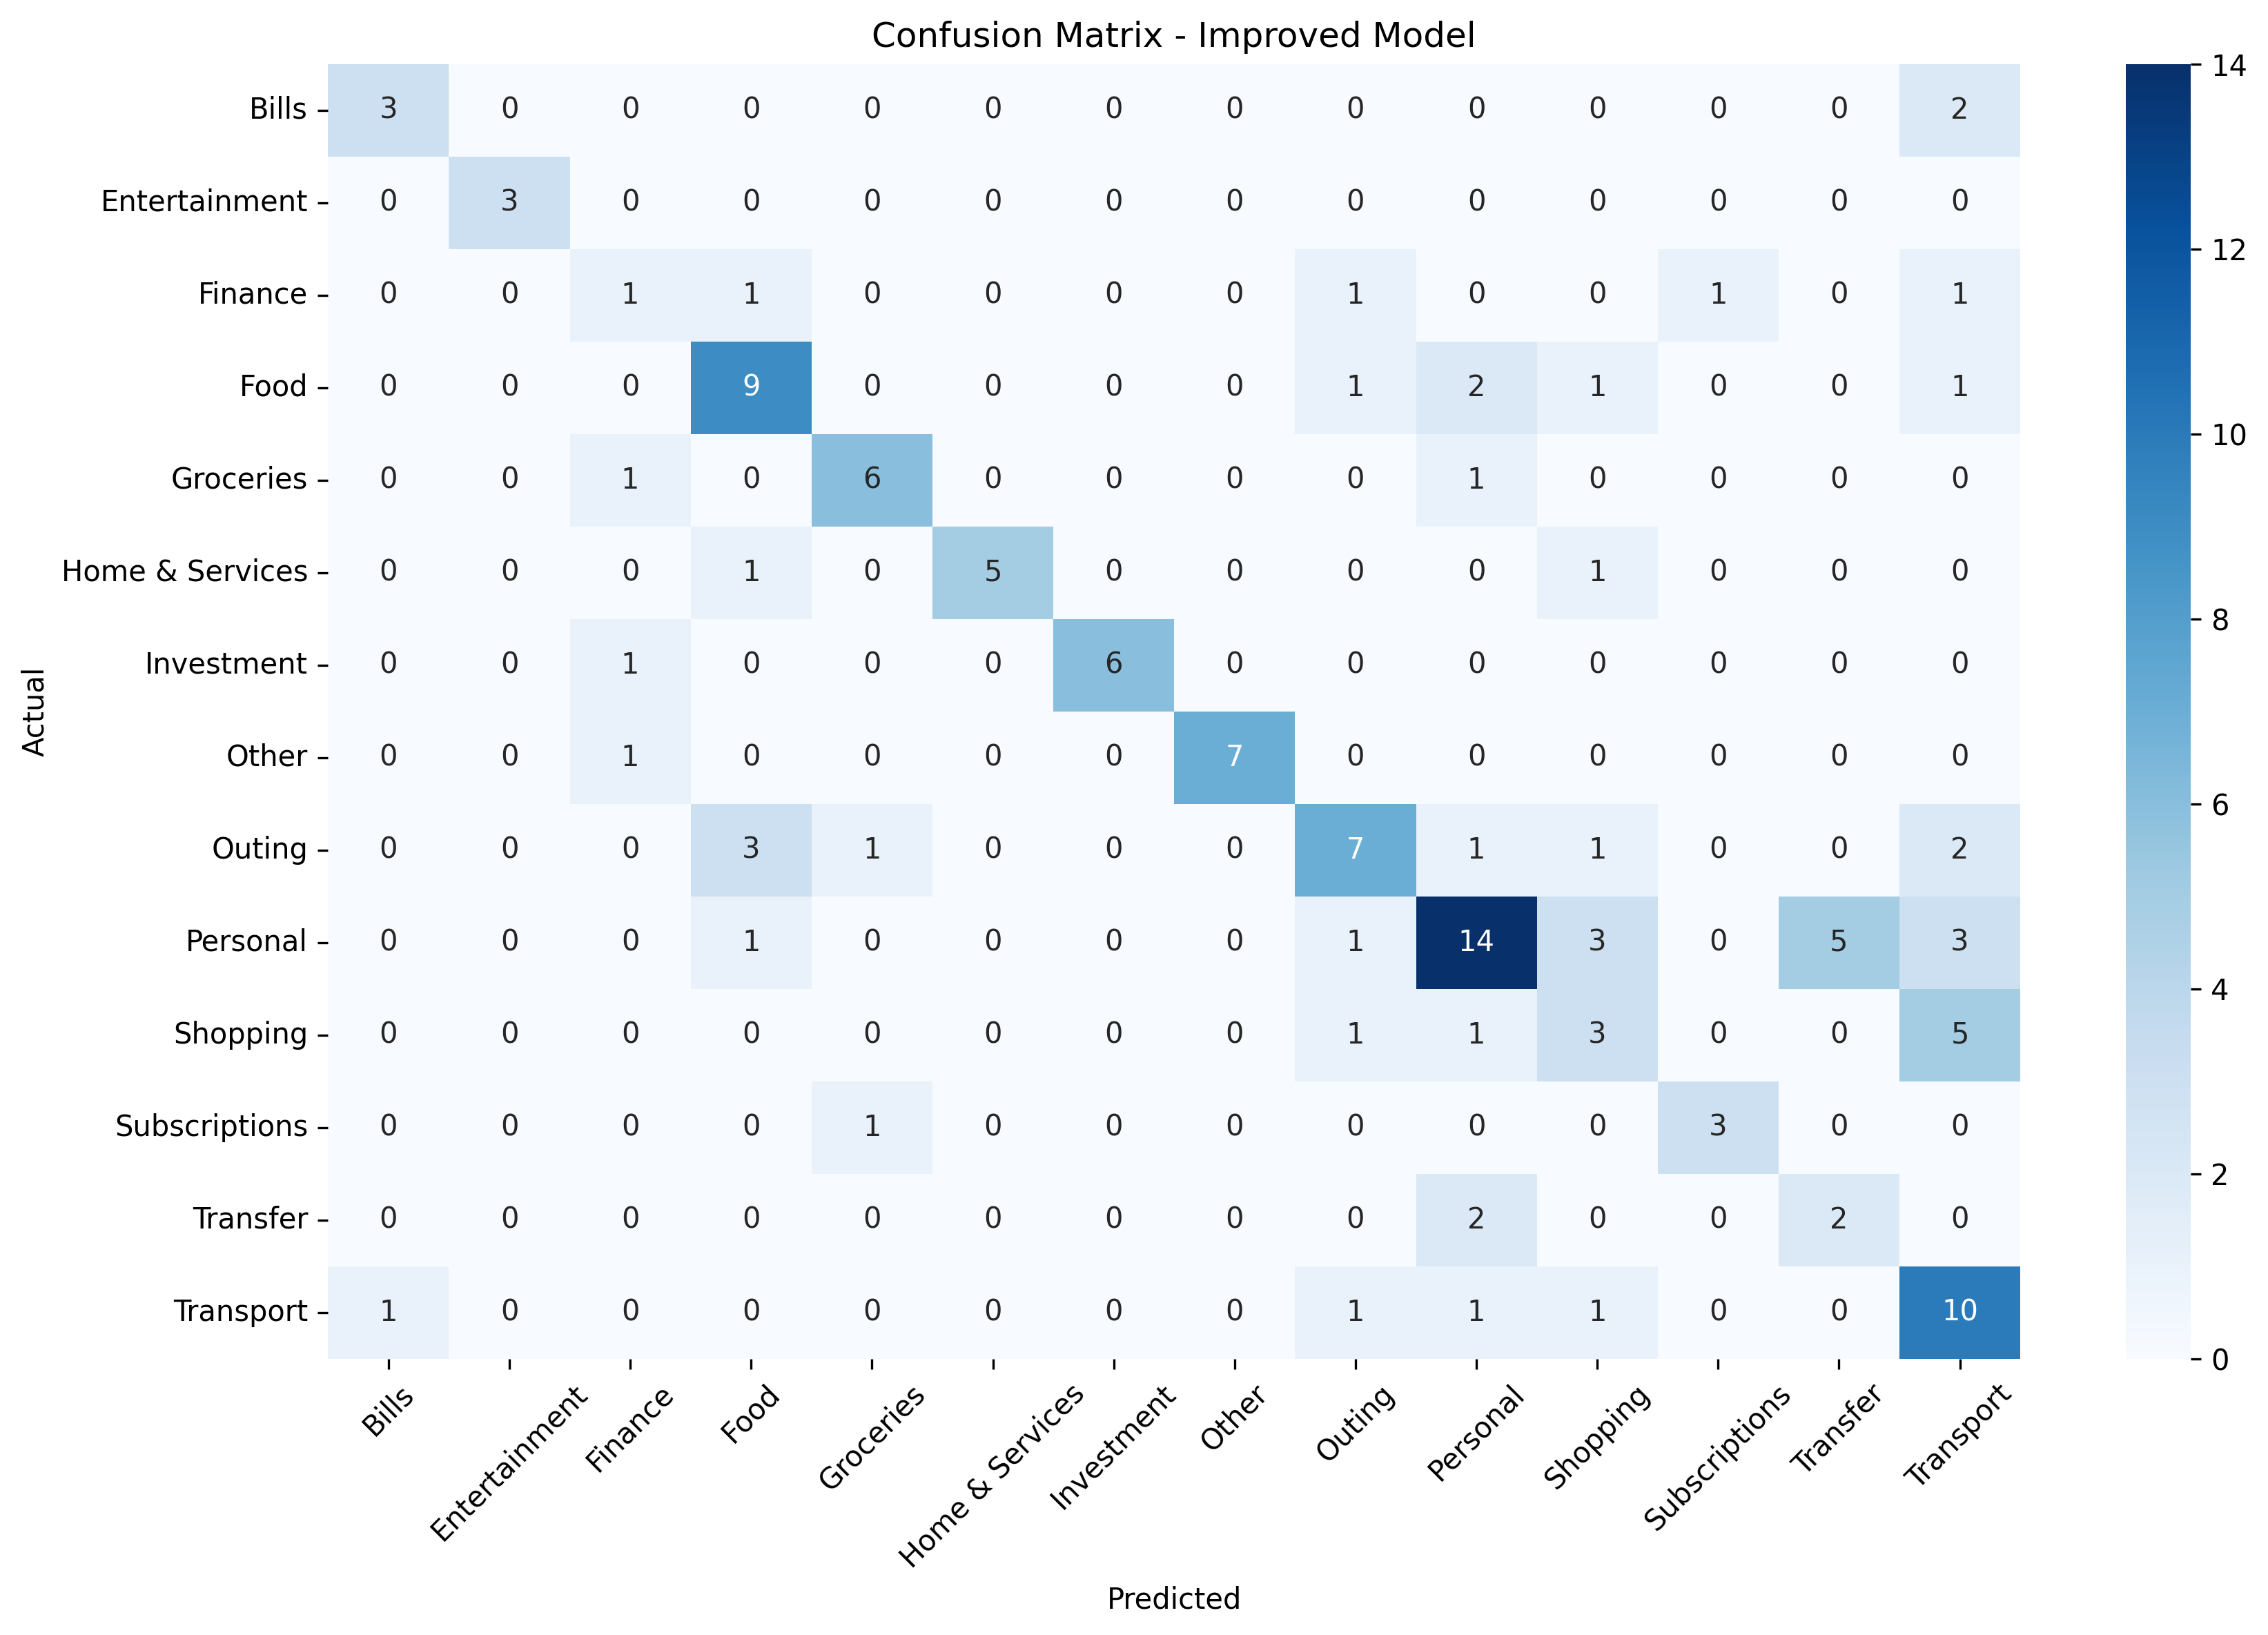 Confusion Matrix - Improved Model
Bills 3 0 0 0 0 0 0 0 0 0 0 0 0 2
Entertainment 0 3 0 0 0 0 0 0 0 0 0 0 0 0
Finance 0 0 1 1 0 0 0 0 1 0 0 1 0 1
Food 0 0 0 9 0 0 0 0 1 2 1 0 0 1
Groceries 0 0 1 0 6 0 0 0 0 1 0 0 0 0
Home & Services 0 0 0 1 0 5 0 0 0 0 1 0 0 0
Investment 0 0 1 0 0 0 6 0 0 0 0 0 0 0
Other 0 0 1 0 0 0 0 7 0 0 0 0 0 0
Outing 0 0 0 3 1 0 0 0 7 1 1 0 0 2
Personal 0 0 0 1 0 0 0 0 1 14 3 0 5 3
Shopping 0 0 0 0 0 0 0 0 1 1 3 0 0 5
Subscriptions 0 0 0 0 1 0 0 0 0 0 0 3 0 0
Transfer 0 0 0 0 0 0 0 0 0 2 0 0 2 0
Transport 1 0 0 0 0 0 0 0 1 1 1 0 0 10
Bills Entertainment Finance Food Groceries Home & Services Investment Other Outing Personal Shopping Subscriptions Transfer Transport
Predicted
Actual
14
12
10
8
6
4
2
0